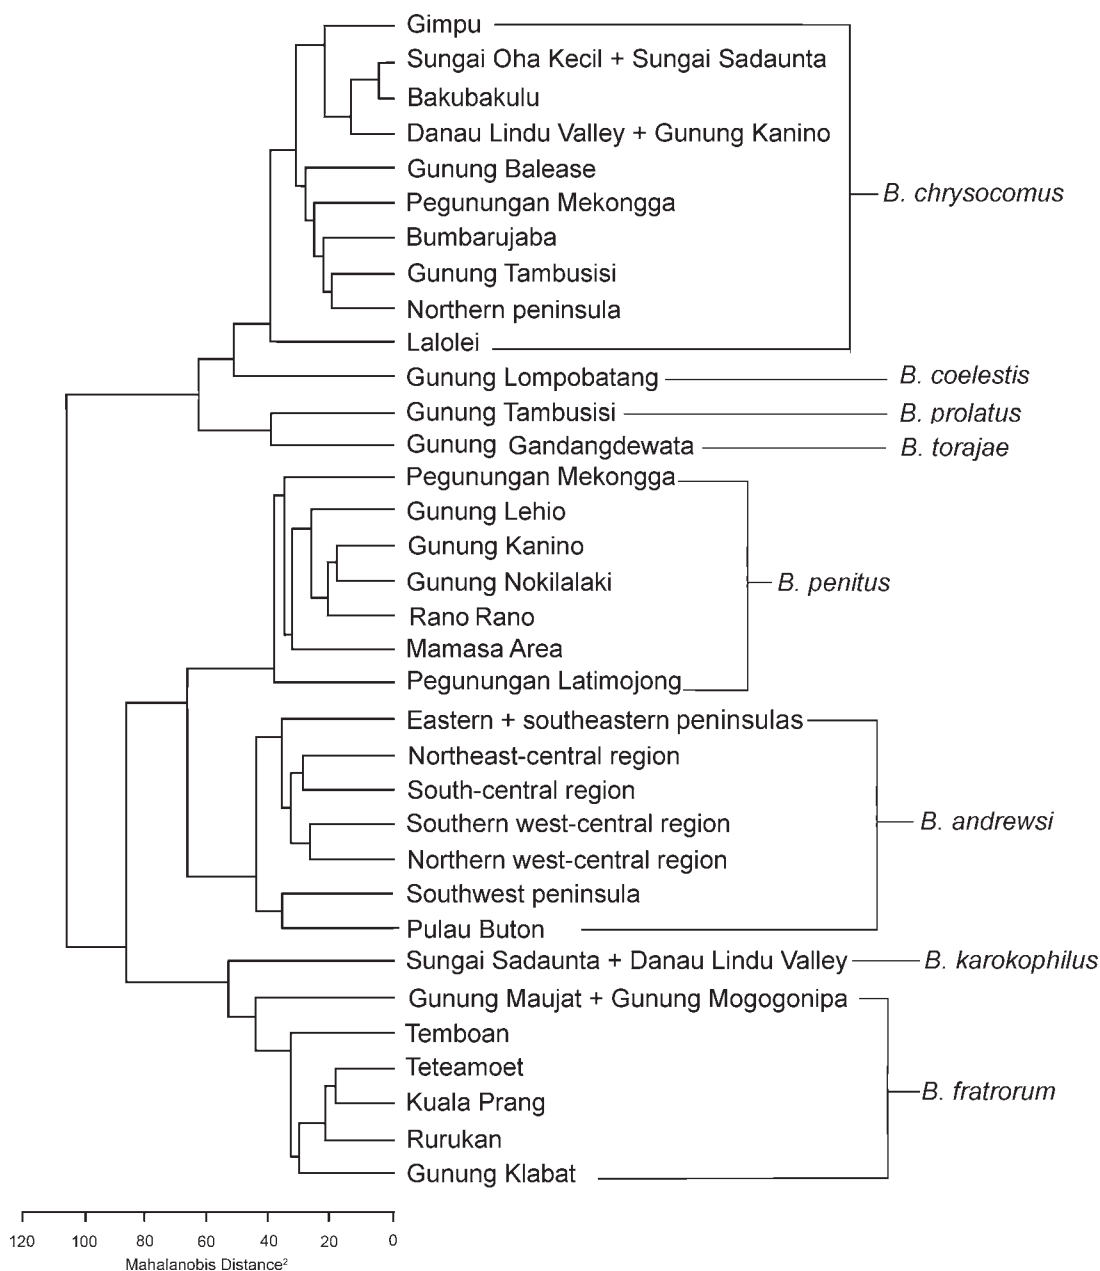 Gimpu
Sungai Oha Kecil + Sungai Sadaunta
Bakubakulu
Danau Lindu Valley + Gunung Kanino
Gunung Balease
Pegunungan Mekongga
B. chrysocomus
Bumbarujaba
Gunung Tambusisi
Northern peninsula
Lalolei
Gunung Lompobatang B. coelestis
Gunung Tambusisi B. prolatus
Gunung Gandangdewata B. torajae
Pegunungan Mekongga
Gunung Lehio
Gunung Kanino
Gunung Nokilalaki B. penitus
Rano Rano
Mamasa Area
Pegunungan Latimojong
Eastern + southeastern peninsulas
Northeast-central region
South-central region
Southern west-central region B. andrewsi
Northern west-central region
Southwest peninsula
Pulau Buton
Sungai Sadaunta + Danau Lindu Valley B. karokophilus
Gunung Maujat + Gunung Mogogonipa
Temboan
Teteamoet
B. fratrorum
Kuala Prang
Rurukan
Gunung Klabat
120 100 80 60 40 20 0
Mahalanobis Distance²